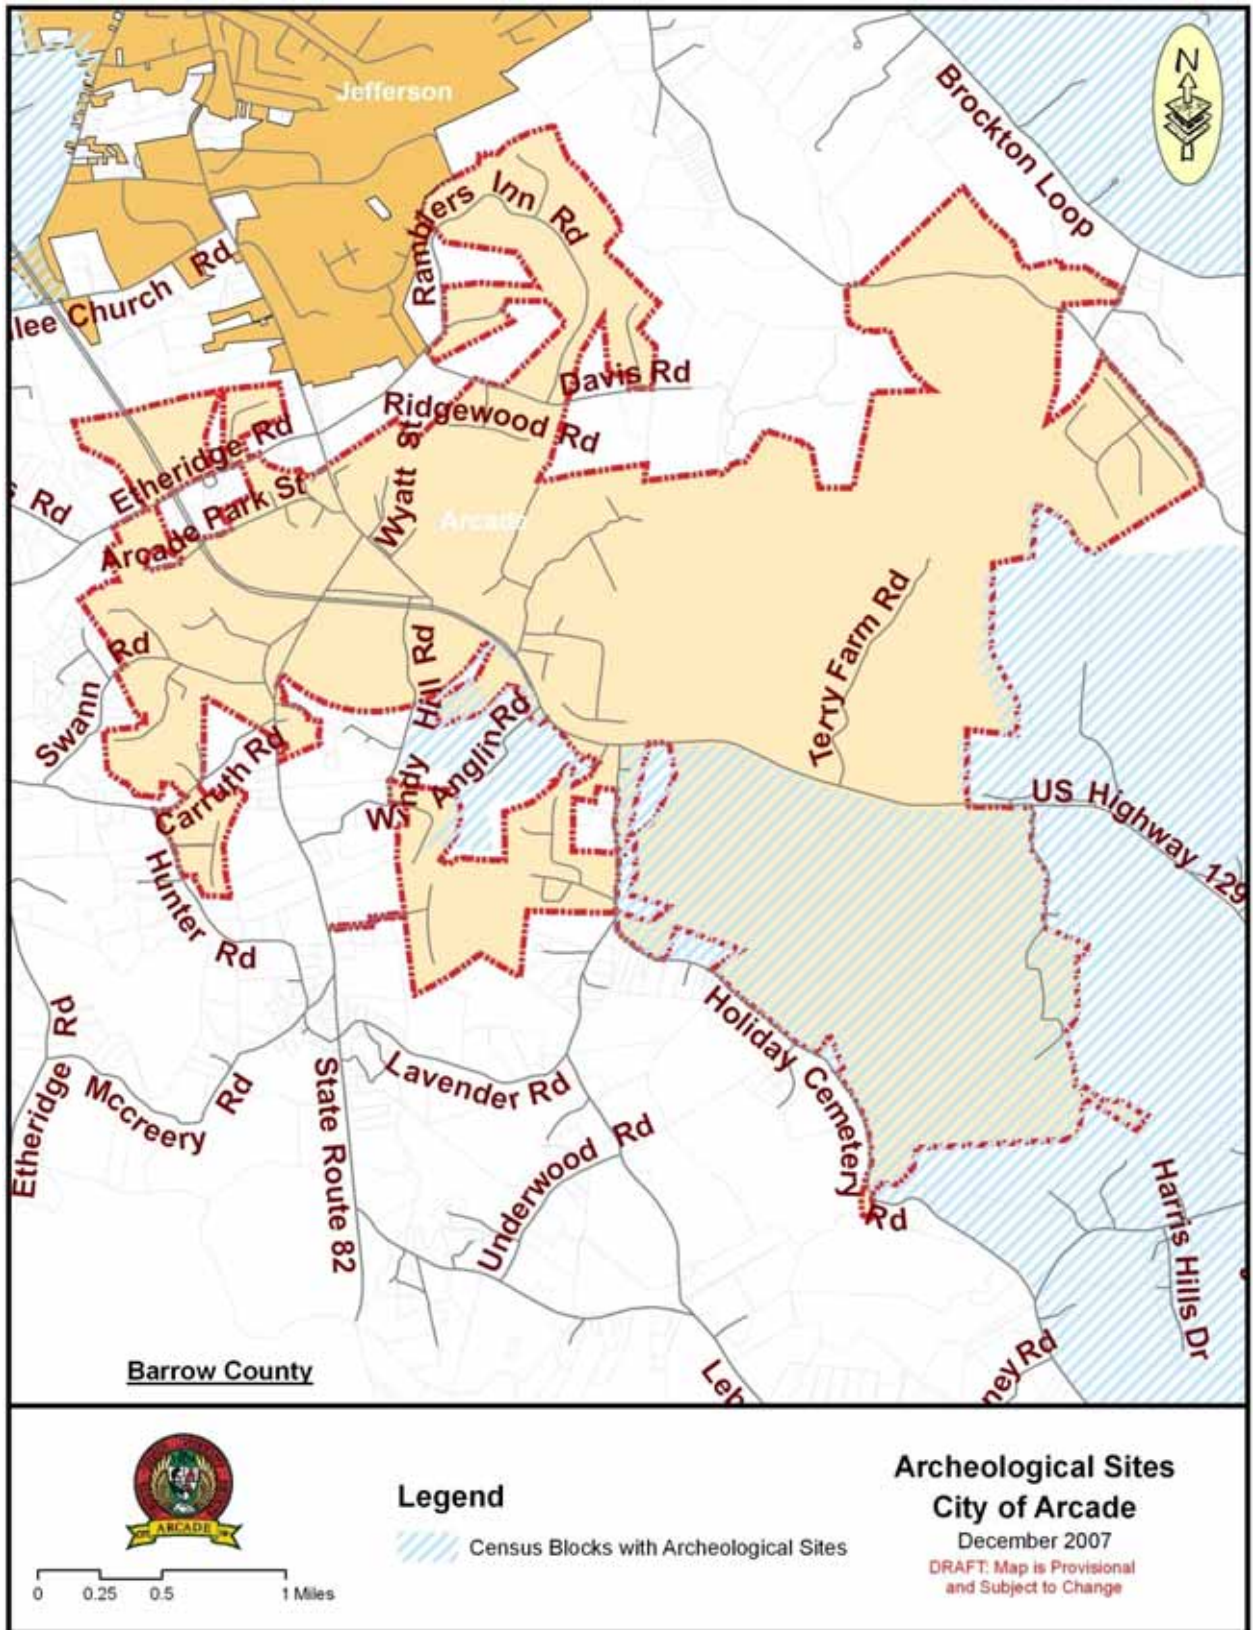 N
Jefferson
Brockton Loop
Ramblers Inn Rd
lee Church Rd
Davis Rd
Ridgewood Rd
Etheridge Rd
Wyatt St
s Rd
Arcade Park St
Arcade
Terry Farm Rd
Rd
Swann
Windy Hill Rd
Anglin Rd
Carruth Rd
US Highway 129
Hunter Rd
Holiday Cemetery Rd
Etheridge Rd
Mccreery Rd
State Route 82
Lavender Rd
Underwood Rd
Harris Hills Dr
ney Rd
Leb
Barrow County
ARCADE
Legend
Census Blocks with Archeological Sites
0 0.25 0.5 1 Miles
Archeological Sites
City of Arcade
December 2007
DRAFT: Map is Provisional
and Subject to Change